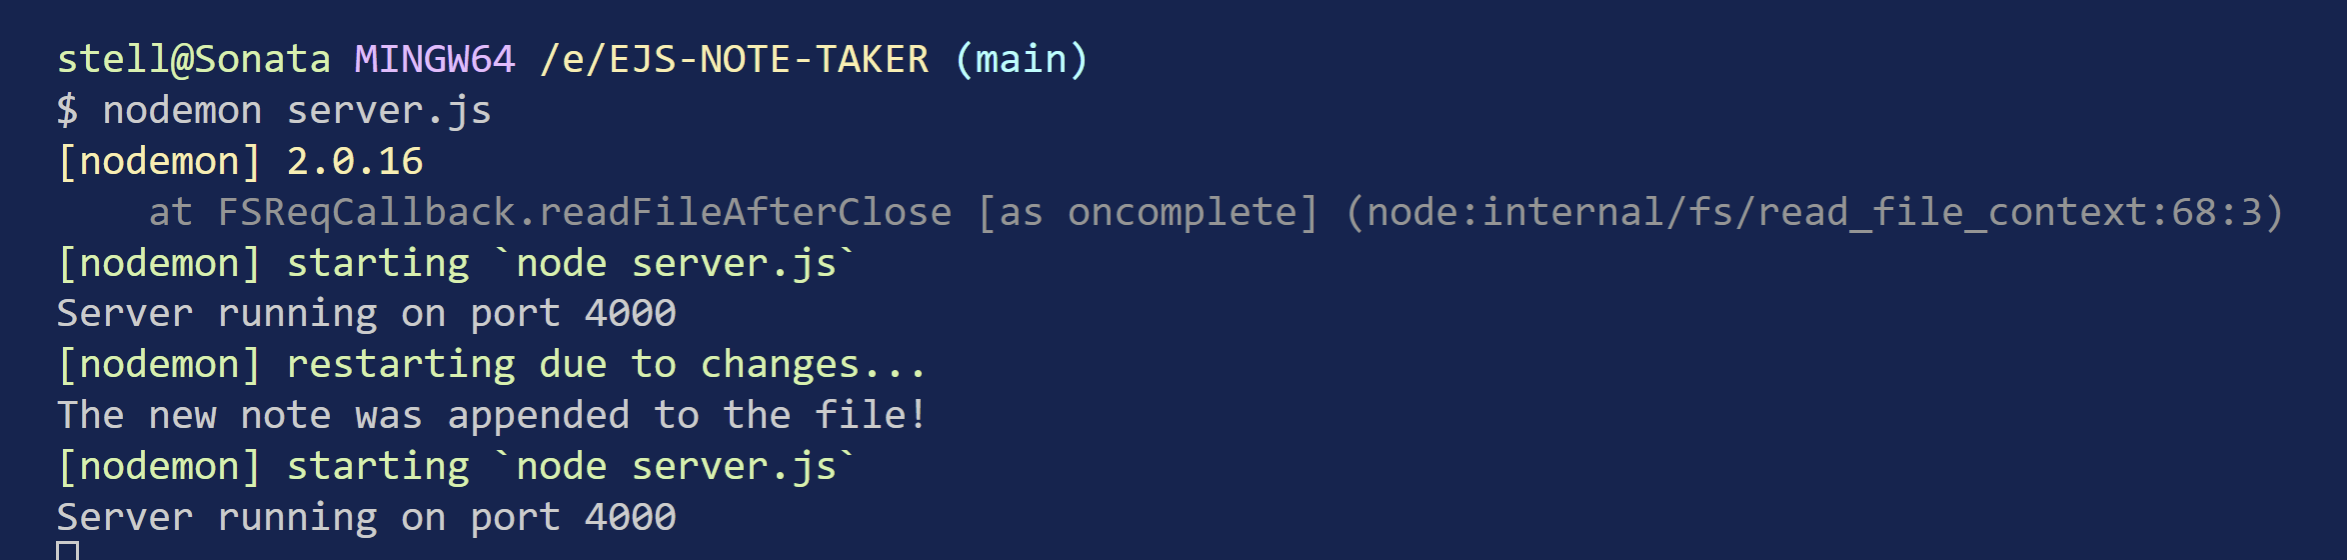 stell@Sonata MINGW64 /e/EJS-NOTE-TAKER (main)
$ nodemon server.js
[nodemon] 2.0.16
    at FSReqCallback.readFileAfterClose [as oncomplete] (node:internal/fs/read_file_context:68:3)
[nodemon] starting `node server.js`
Server running on port 4000
[nodemon] restarting due to changes...
The new note was appended to the file!
[nodemon] starting `node server.js`
Server running on port 4000